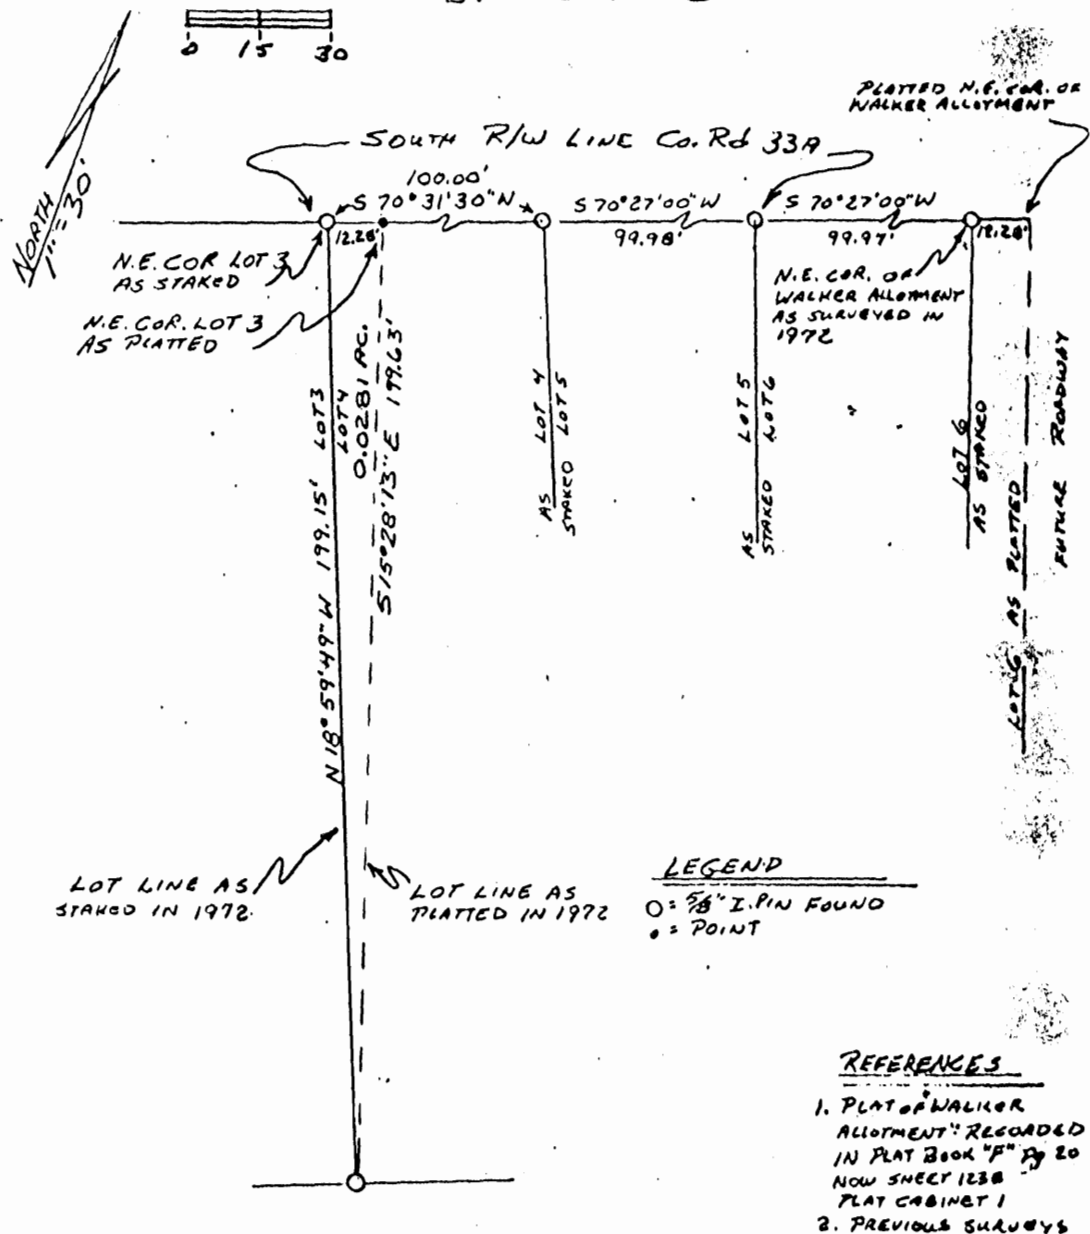 0 15 30
NORTH
1"=30'
PLATTED N.E. COR. OF
WALKER ALLOTMENT
SOUTH R/W LINE Co. Rd 33A
100.00'
S 70°31'30"N
S 70°27'00"W
S 70°27'00"W
12.28'
99.98'
99.97'
12.28'
N.E. COR LOT 3
AS STAKED
N.E. COR. LOT 3
AS PLATTED
N.E. COR. OF
WALKER ALLOTMENT
AS SURVEYED IN
1972
LOT 3
LOT 4
N 18°59'49"W 199.15'
0.0281 AC.
S 15°28'13"E 199.63'
LOT 4
AS STAKED
LOT 5
LOT 5
AS STAKED
LOT 6
LOT 6
AS STAKED
LOT 6 AS PLATTED
FUTURE ROADWAY
LOT LINE AS
STAKED IN 1972
LOT LINE AS
PLATTED IN 1972
LEGEND
O = 5/8" I. PIN FOUND
• = POINT
REFERENCES
1. PLAT OF "WALKER
ALLOTMENT" RECORDED
IN PLAT BOOK "F" Pg 20
NOW SHEET 123B
PLAT CABINET 1
2. PREVIOUS SURVEYS